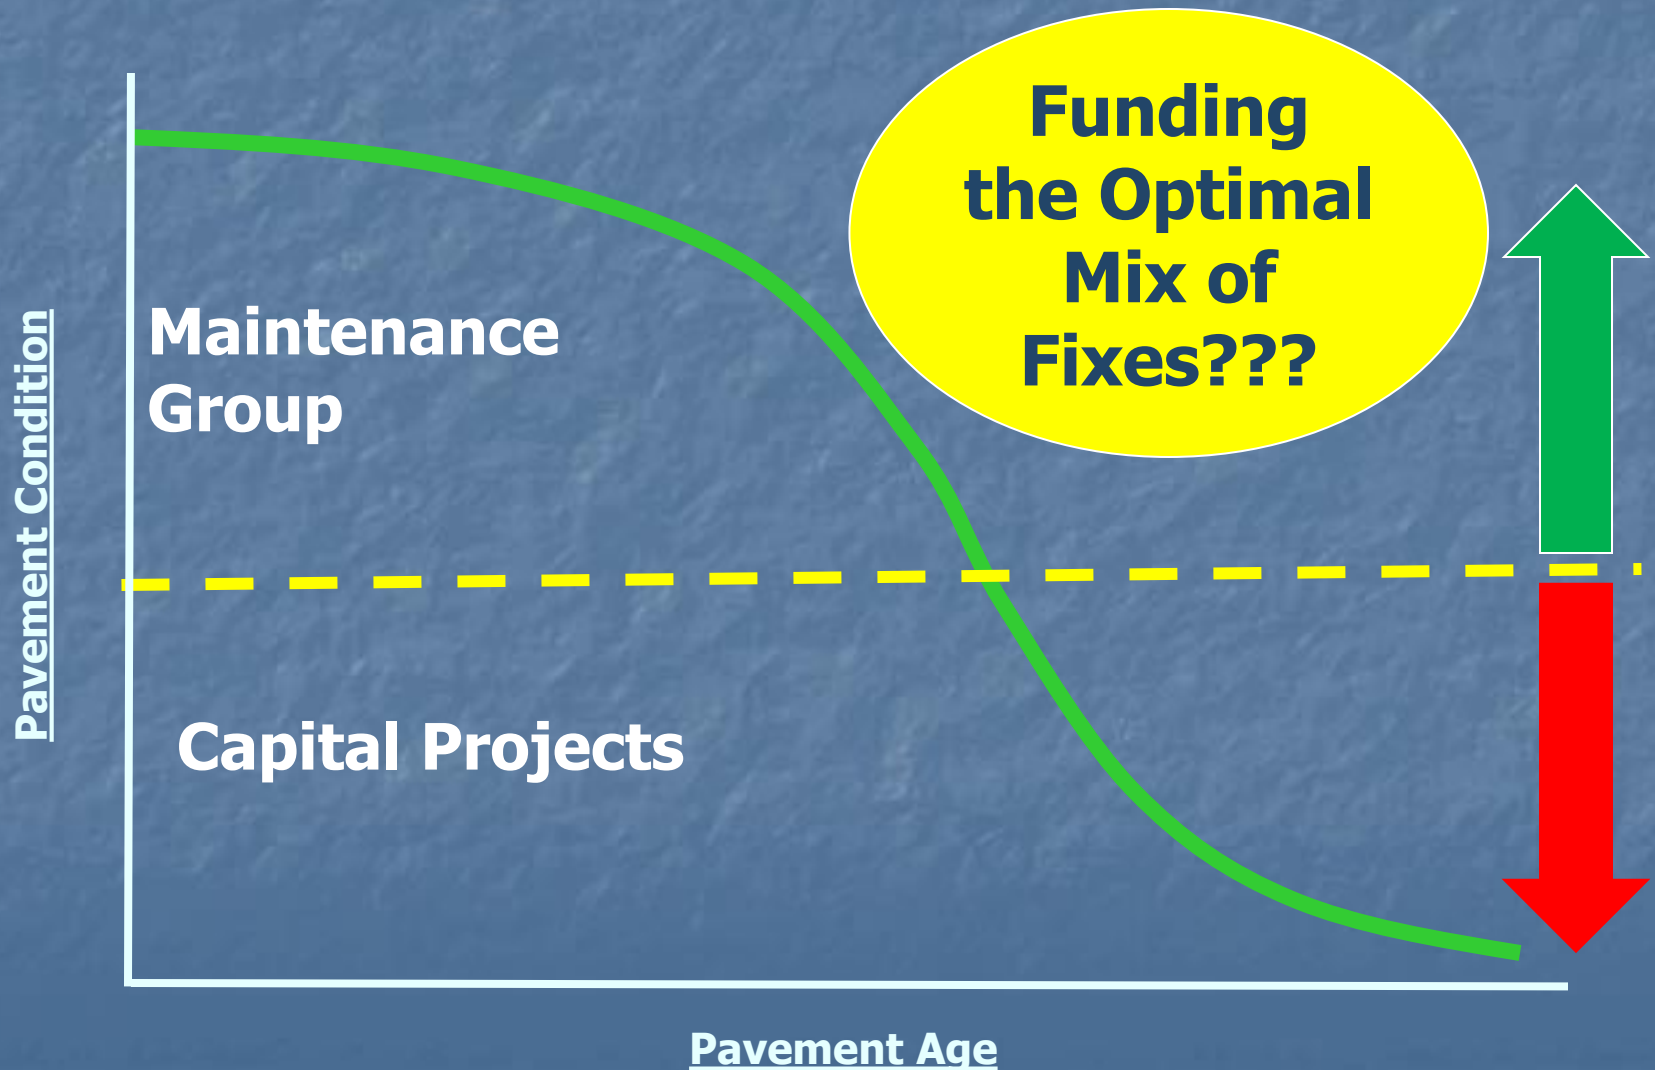 Funding
the Optimal
Mix of
Fixes???
Maintenance
Group
Pavement Condition
Capital Projects
Pavement Age